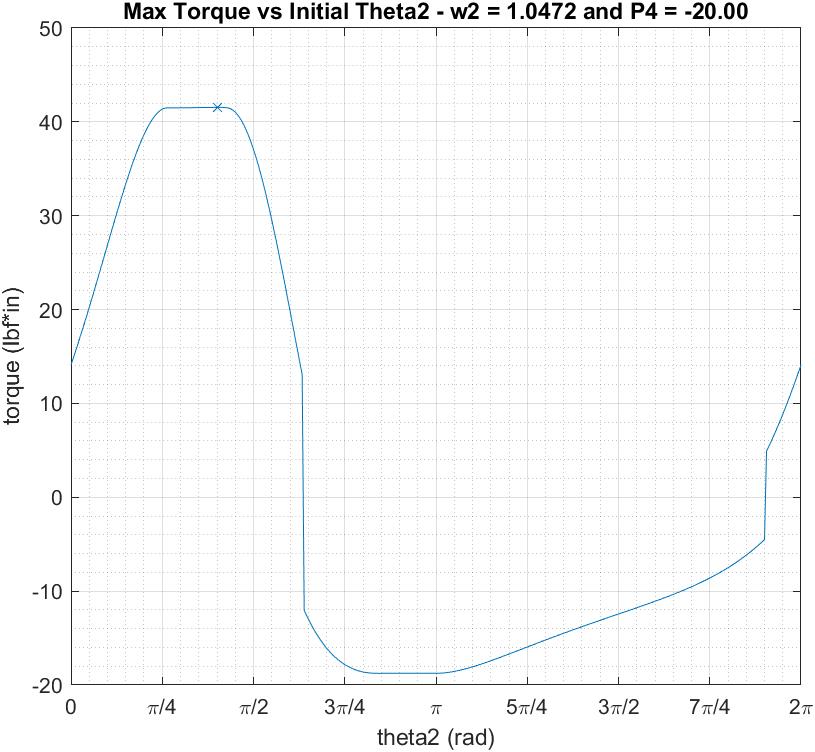 Max Torque vs Initial Theta2 - w2 = 1.0472 and P4 = -20.00
torque (lbf*in)
50
40
30
20
10
0
-10
-20
0 π/4 π/2 3π/4 π 5π/4 3π/2 7π/4 2π
theta2 (rad)